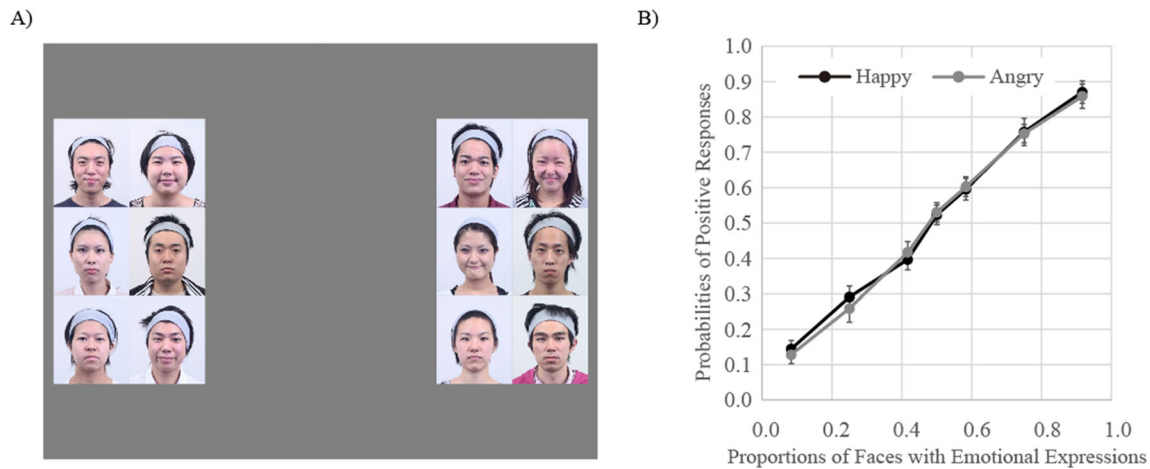 A)
B)
Probabilities of Positive Responses
1.0
0.9
0.8
0.7
0.6
0.5
0.4
0.3
0.2
0.1
0.0
Happy
Angry
0.0 0.2 0.4 0.6 0.8 1.0
Proportions of Faces with Emotional Expressions